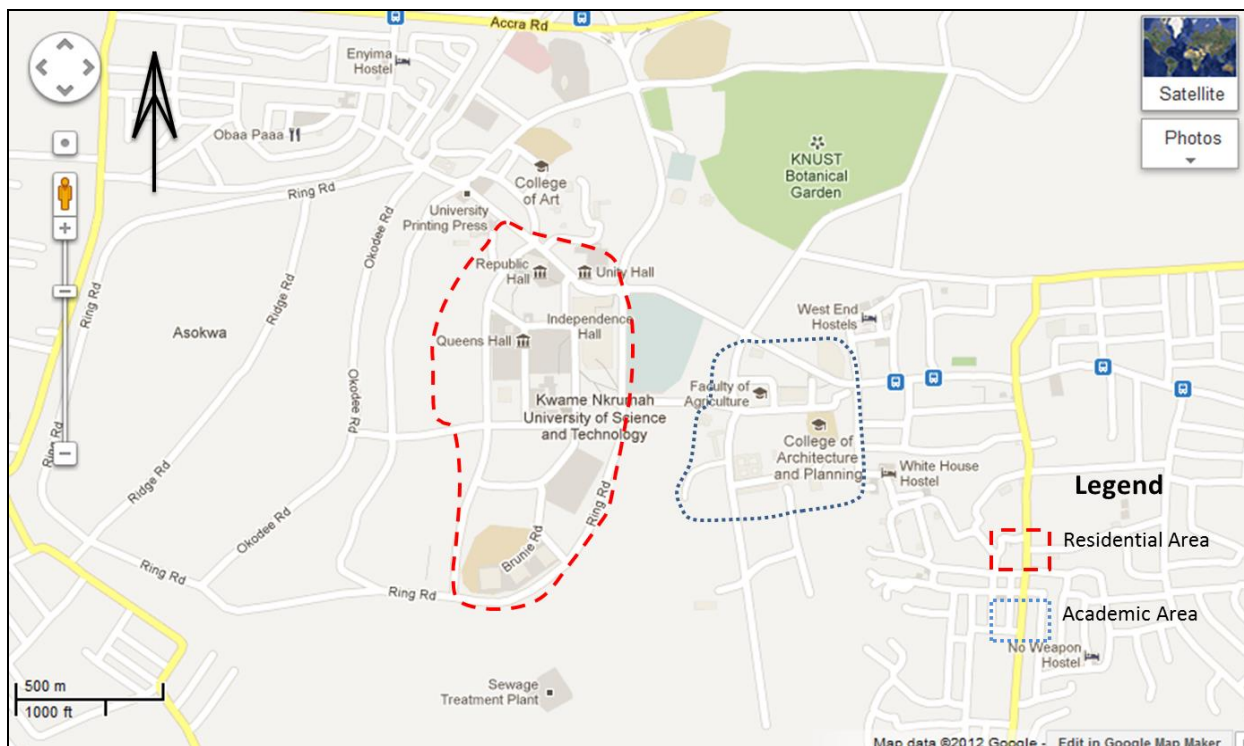 Accra Rd
Enyima
Hostel
Satellite
Photos
Obaa Paaa
KNUST
Botanical
Garden
College
of Art
Ring Rd
University
Printing Press
Okodee Rd
Republic
Hall
Unity Hall
Ridge Rd
Ring Rd
West End
Hostels
Independence
Hall
Asokwa
Queens Hall
Okodee Rd
Faculty of
Agriculture
Kwame Nkrumah
University of Science
and Technology
College of
Architecture
and Planning
Ring Rd
Ridge Rd
White House
Hostel
Legend
Ring Rd
Okodee Rd
Residential Area
Brunie Rd
Ring Rd
Ring Rd
Academic Area
No Weapon
Hostel
Sewage
Treatment Plant
500 m
1000 ft
Map data ©2012 Google - Edit in Google Map Maker